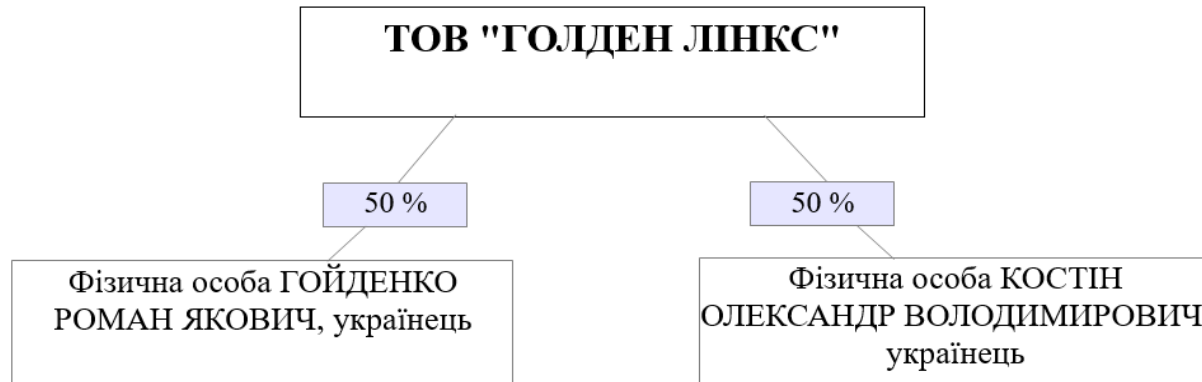 ТОВ "ГОЛДЕН ЛІНКС"
50 %
50 %
Фізична особа ГОЙДЕНКО
РОМАН ЯКОВИЧ, українець
Фізична особа КОСТІН
ОЛЕКСАНДР ВОЛОДИМИРОВИЧ
українець